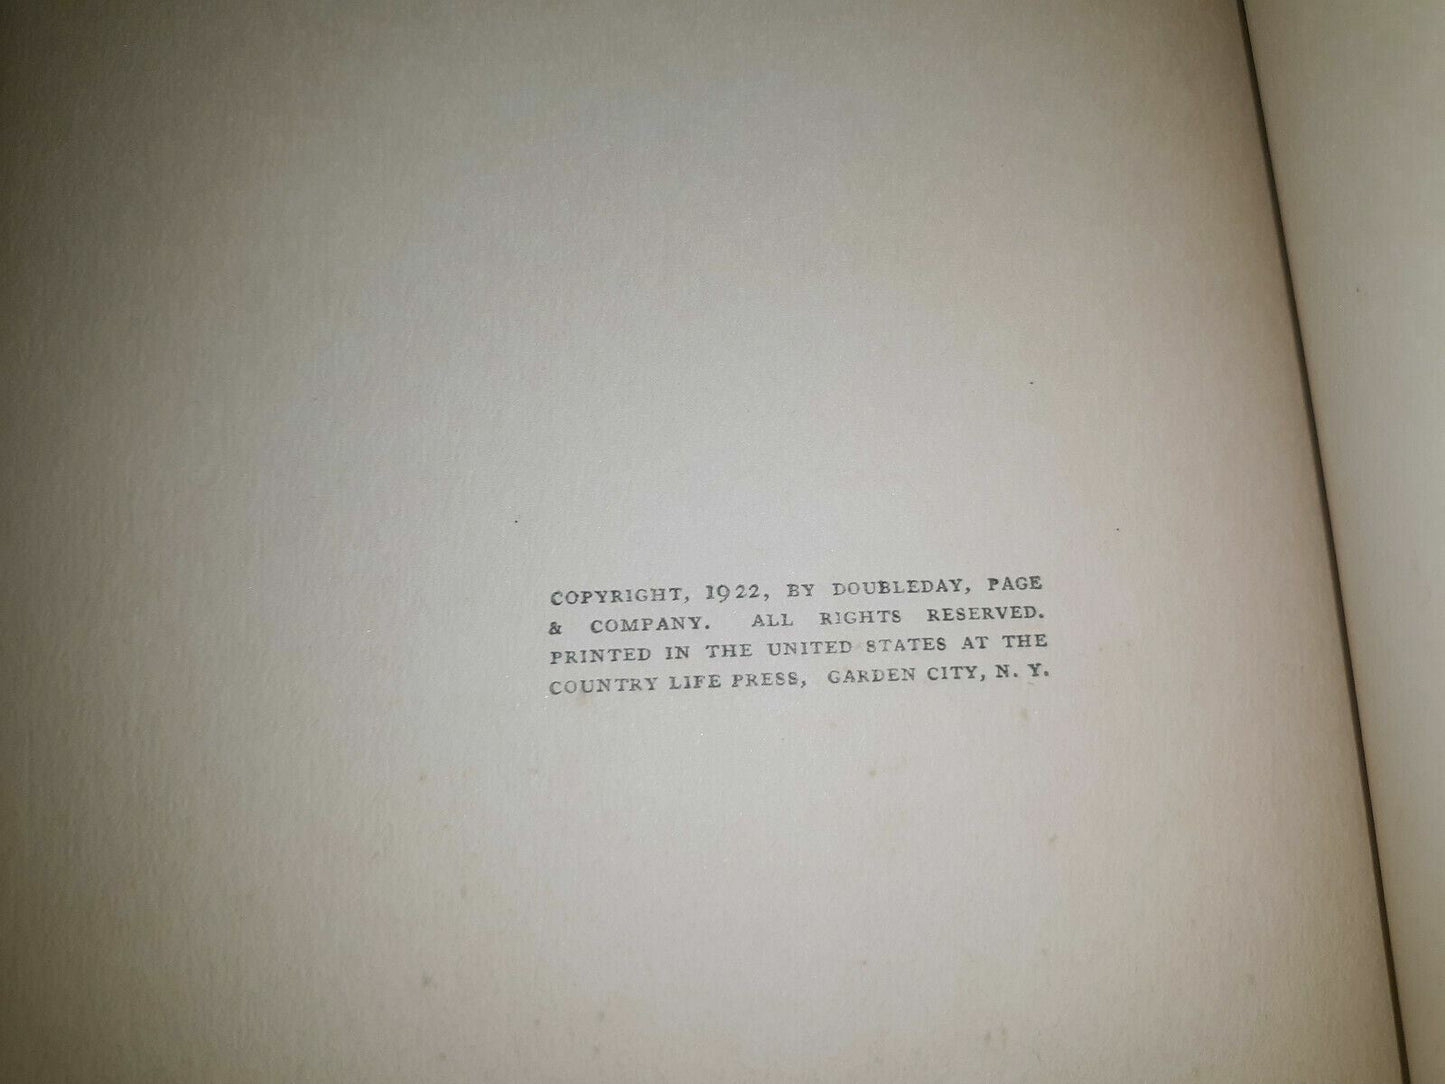 COPYRIGHT, 1922, BY DOUBLEDAY, PAGE
& COMPANY. ALL RIGHTS RESERVED.
PRINTED IN THE UNITED STATES AT THE
COUNTRY LIFE PRESS, GARDEN CITY, N. Y.